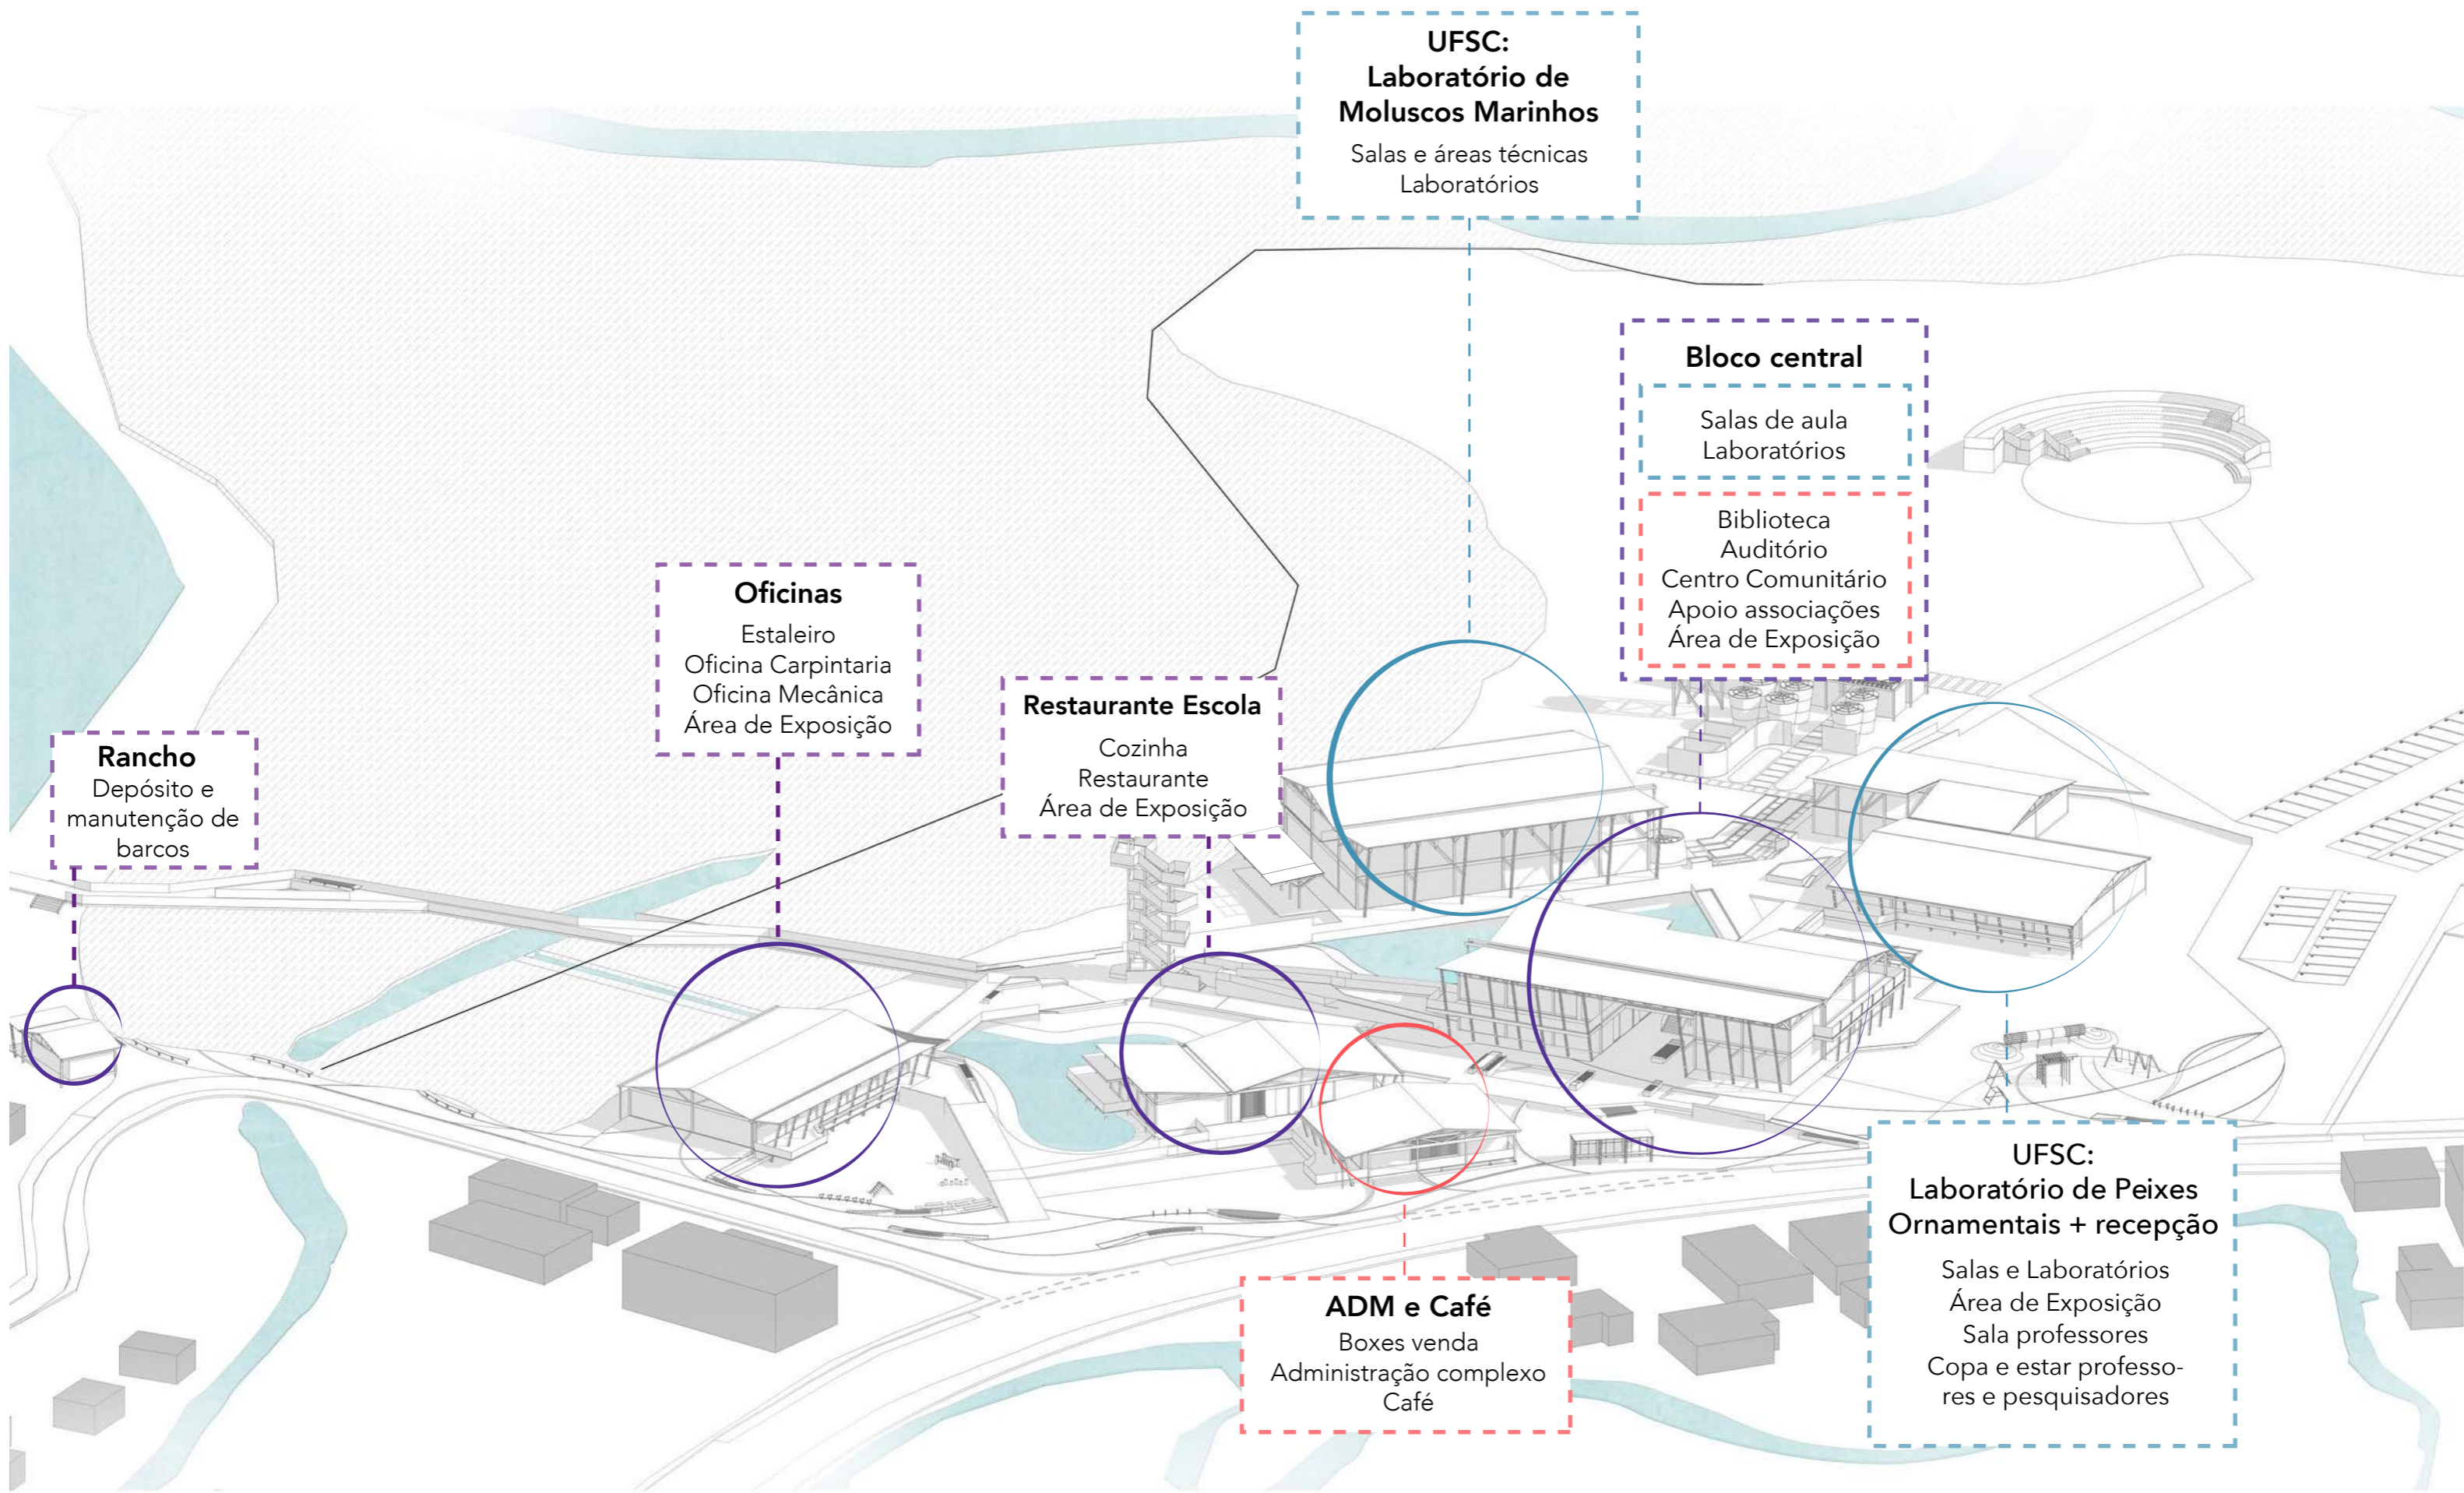 UFSC:
Laboratório de
Moluscos Marinhos
Salas e áreas técnicas
Laboratórios
Bloco central
Salas de aula
Laboratórios
Biblioteca
Auditório
Centro Comunitário
Apoio associações
Área de Exposição
Oficinas
Estaleiro
Oficina Carpintaria
Oficina Mecânica
Área de Exposição
Restaurante Escola
Cozinha
Restaurante
Área de Exposição
Rancho
Depósito e
manutenção de
barcos
UFSC:
Laboratório de Peixes
Ornamentais + recepção
Salas e Laboratórios
Área de Exposição
Sala professores
Copa e estar professo-
res e pesquisadores
ADM e Café
Boxes venda
Administração complexo
Café